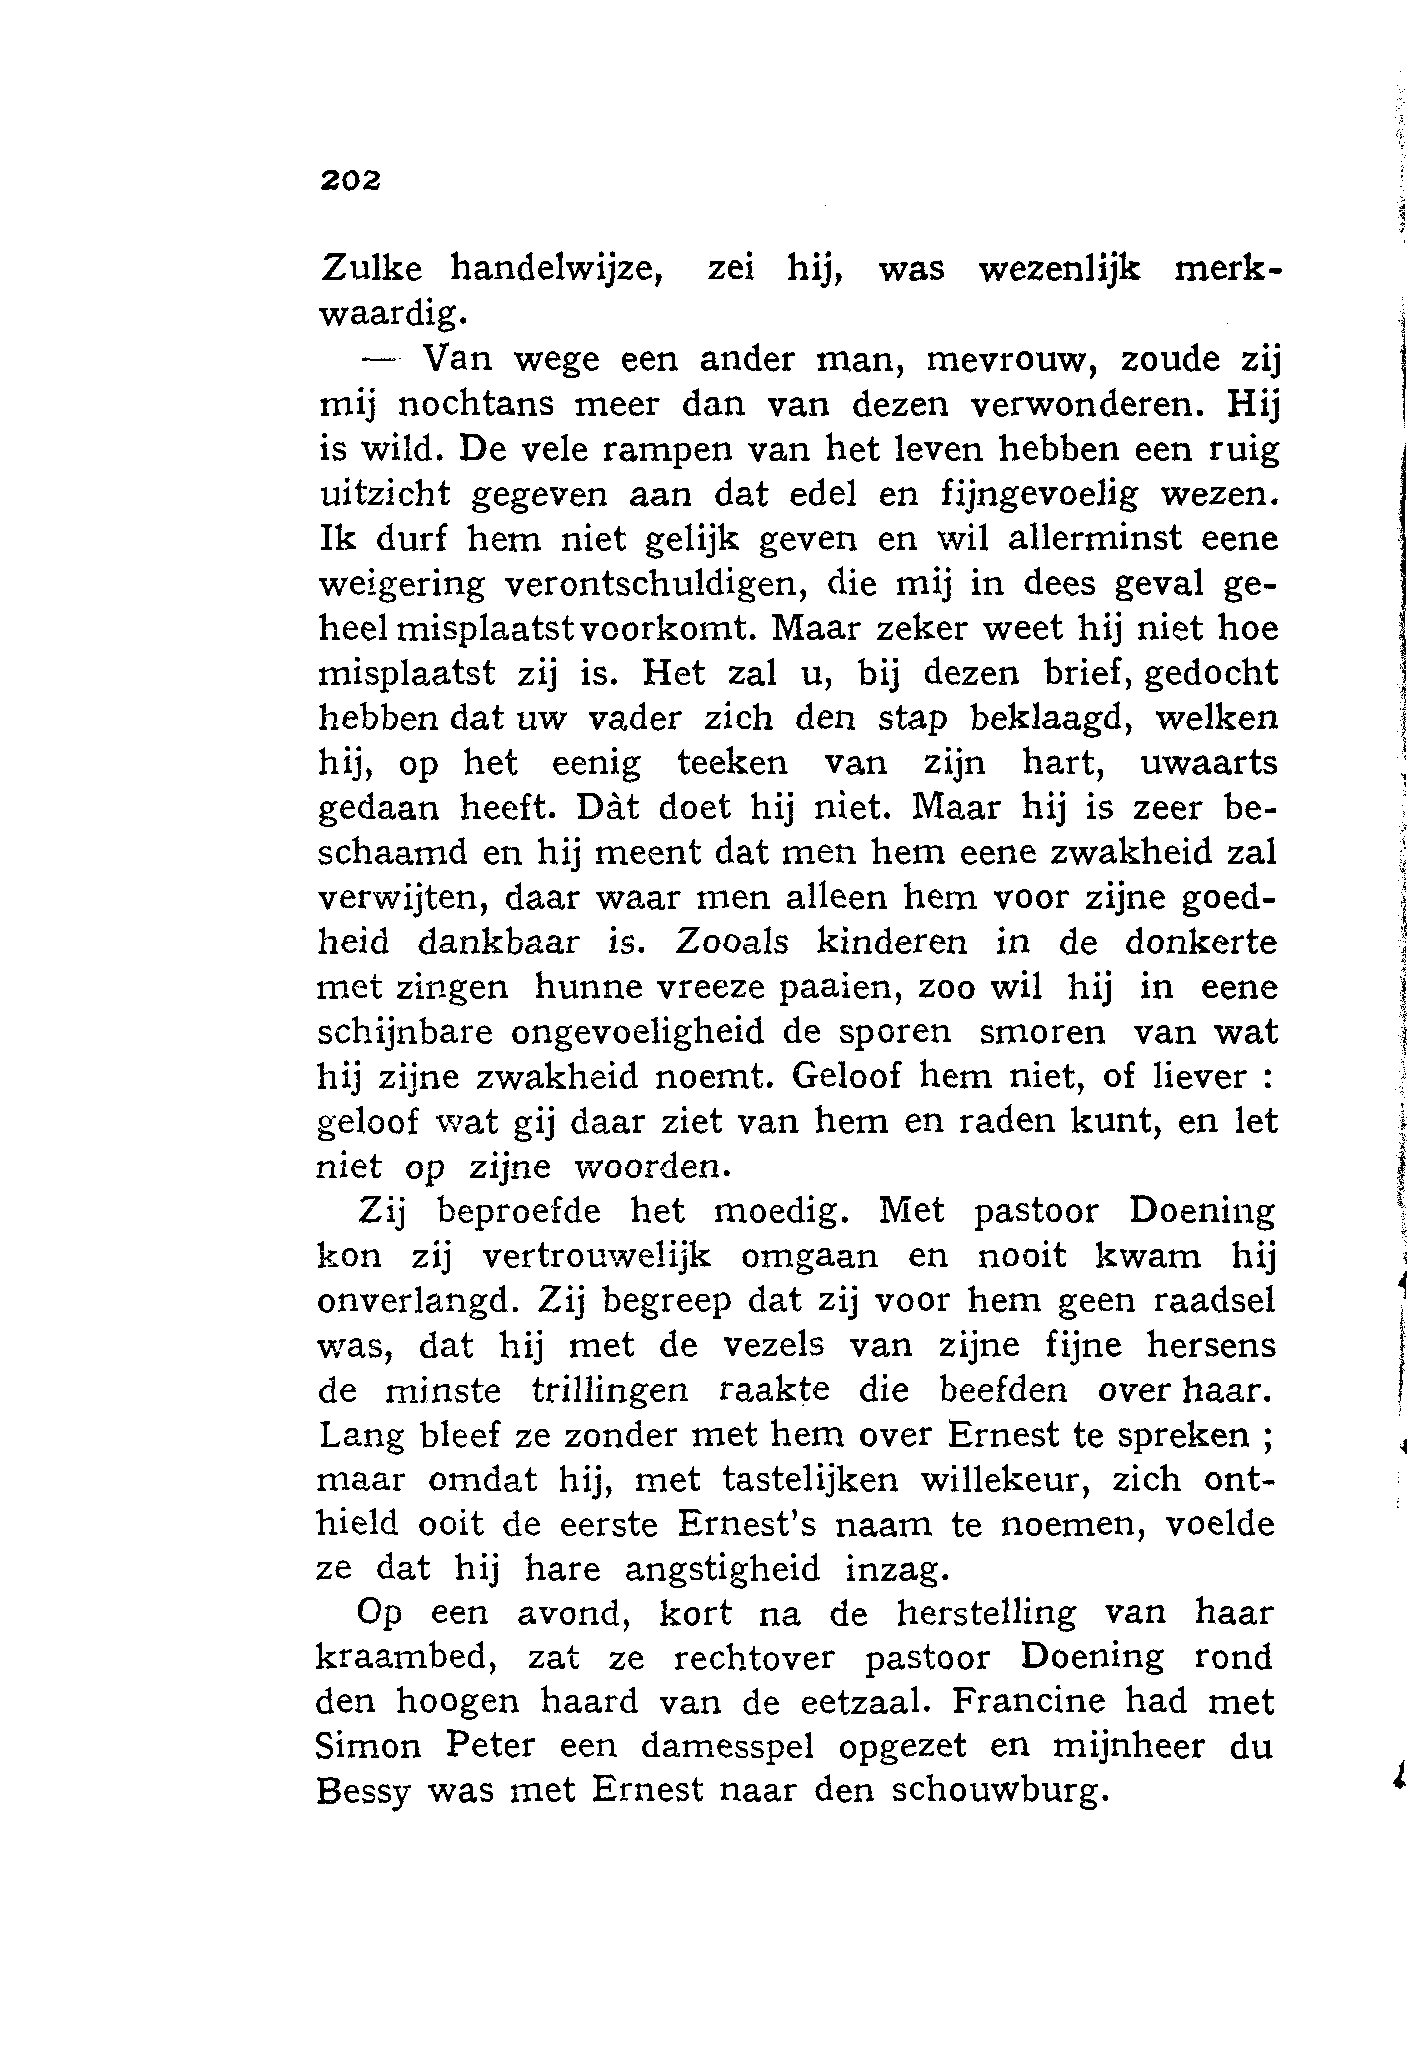 202
Zulke handelwijze, zei hij, was wezenlijk merk-
waardig.
— Van wege een ander man, mevrouw, zoude zij
mij nochtans meer dan van dezen verwonderen. Hij
is wild. De vele rampen van het leven hebben een ruig
uitzicht gegeven aan dat edel en fijngevoelig wezen.
Ik durf hem niet gelijk geven en wil allerminst eene
weigering verontschuldigen, die mij in dees geval ge-
heel misplaatst voorkomt. Maar zeker weet hij niet hoe
misplaatst zij is. Het zal u, bij dezen brief, gedocht
hebben dat uw vader zich den stap beklaagd, welken
hij, op het eenig teeken van zijn hart, uwaarts
gedaan heeft. Dàt doet hij niet. Maar hij is zeer be-
schaamd en hij meent dat men hem eene zwakheid zal
verwijten, daar waar men alleen hem voor zijne goed-
heid dankbaar is. Zooals kinderen in de donkerte
met zingen hunne vreeze paaien, zoo wil hij in eene
schijnbare ongevoeligheid de sporen smoren van wat
hij zijne zwakheid noemt. Geloof hem niet, of liever :
geloof wat gij daar ziet van hem en raden kunt, en let
niet op zijne woorden.
Zij beproefde het moedig. Met pastoor Doening
kon zij vertrouwelijk omgaan en nooit kwam hij
onverlangd. Zij begreep dat zij voor hem geen raadsel
was, dat hij met de vezels van zijne fijne hersens
de minste trillingen raakte die beefden over haar.
Lang bleef ze zonder met hem over Ernest te spreken ;
maar omdat hij, met tastelijken willekeur, zich ont-
hield ooit de eerste Ernest's naam te noemen, voelde
ze dat hij hare angstigheid inzag.
Op een avond, kort na de herstelling van haar
kraambed, zat ze rechtover pastoor Doening rond
den hoogen haard van de eetzaal. Francine had met
Simon Peter een damesspel opgezet en mijnheer du
Bessy was met Ernest naar den schouwburg.